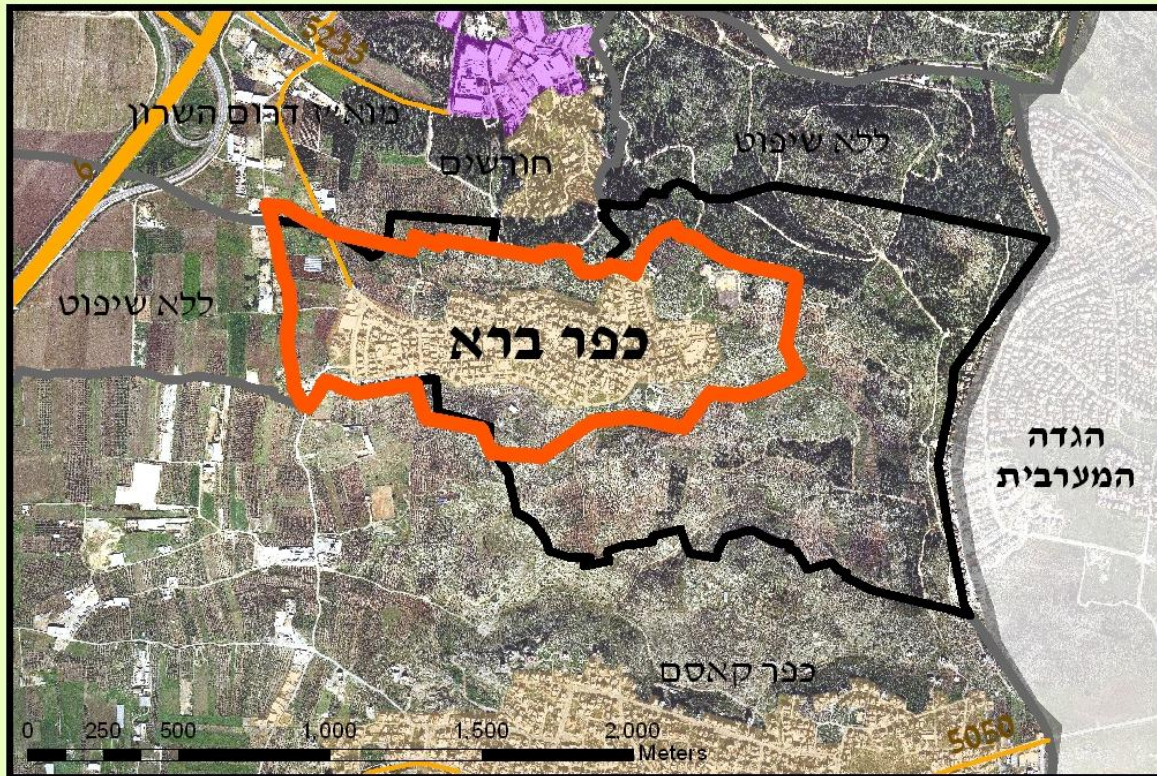 5233
מוא״ז דרום השרון
ללא שיפוט
חורשים
6
ללא שיפוט
כפר ברא
הגדה
המערבית
כפר קאסם
5050
0 250 500 1,000 1,500 2,000
Meters